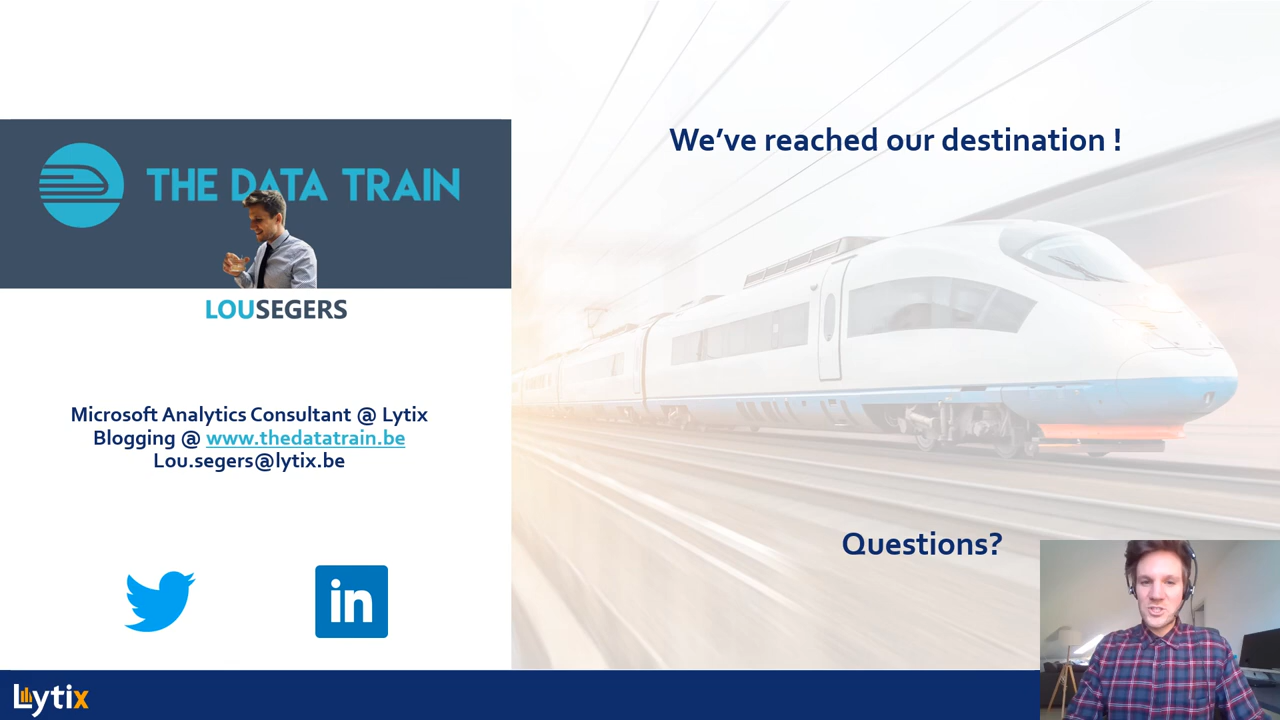 THE DATA TRAIN
LOUSEGERS
Microsoft Analytics Consultant @ Lytix
Blogging @ www.thedatatrain.be
Lou.segers@lytix.be
in
We’ve reached our destination !
Questions?
Lytix